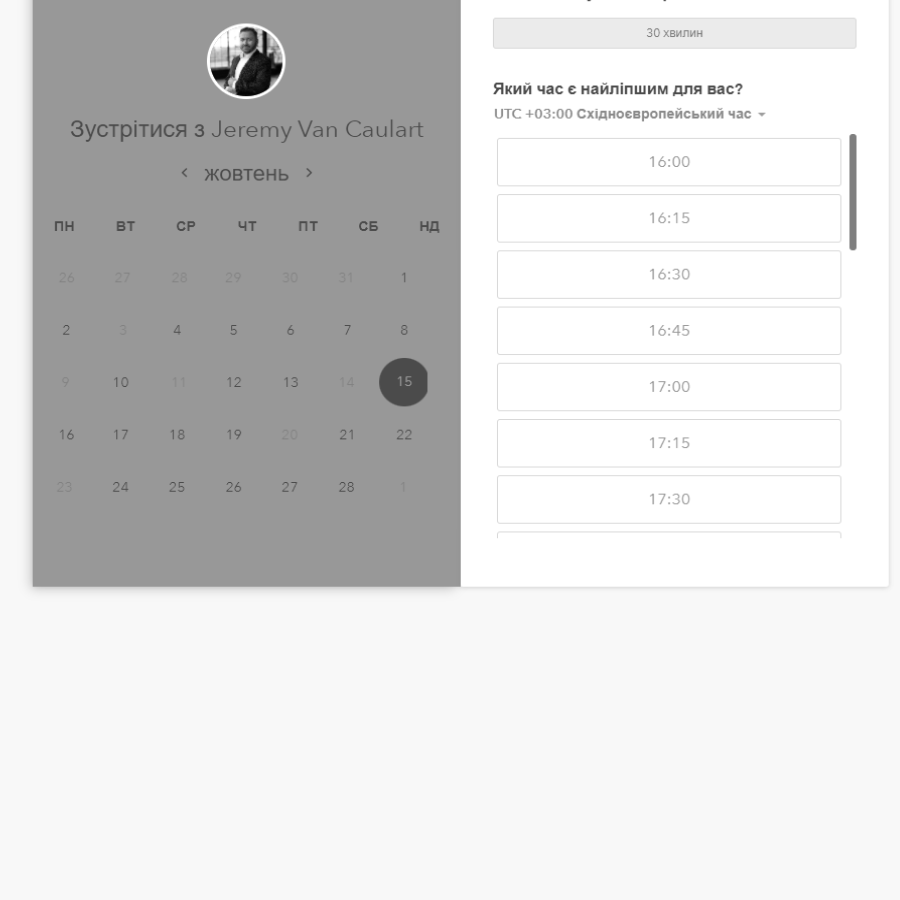 Зустрітися з Jeremy Van Caulart
жовтень
ПН ВТ СР ЧТ ПТ СБ НД
26 27 28 29 30 31 1
2 3 4 5 6 7 8
9 10 11 12 13 14 15
16 17 18 19 20 21 22
23 24 25 26 27 28 1
30 хвилин
Який час є найліпшим для вас?
UTC +03:00 Східноєвропейський час
16:00
16:15
16:30
16:45
17:00
17:15
17:30